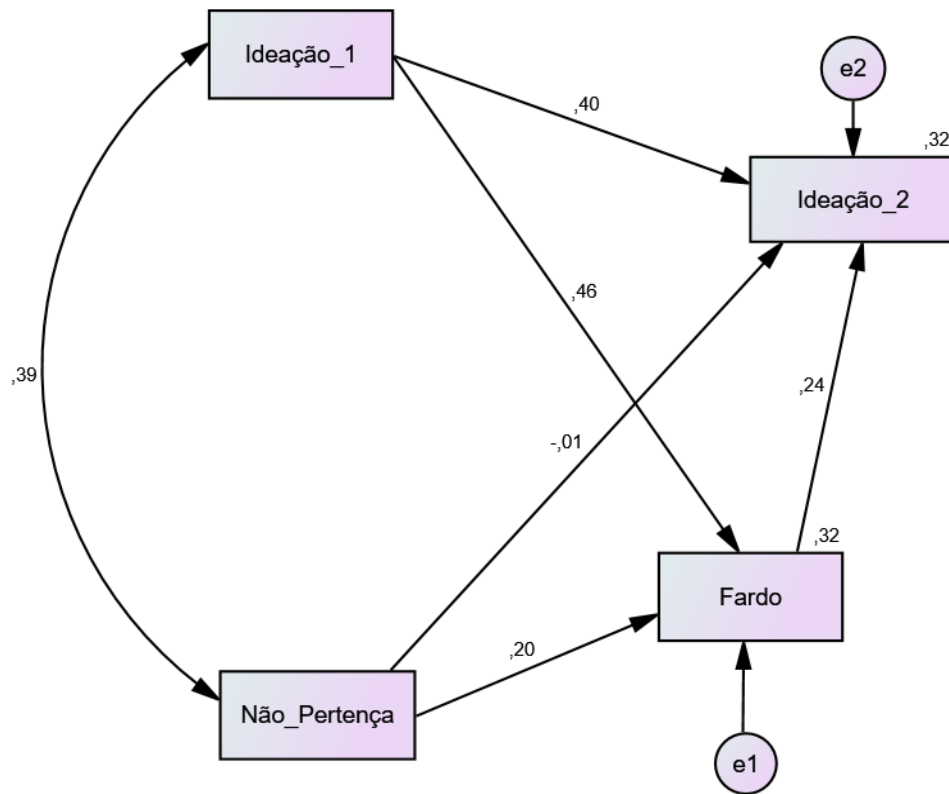 Ideação_1
e2
,40
,32
Ideação_2
,46
,39
,24
-,01
,32
Fardo
,20
Não_Pertença
e1